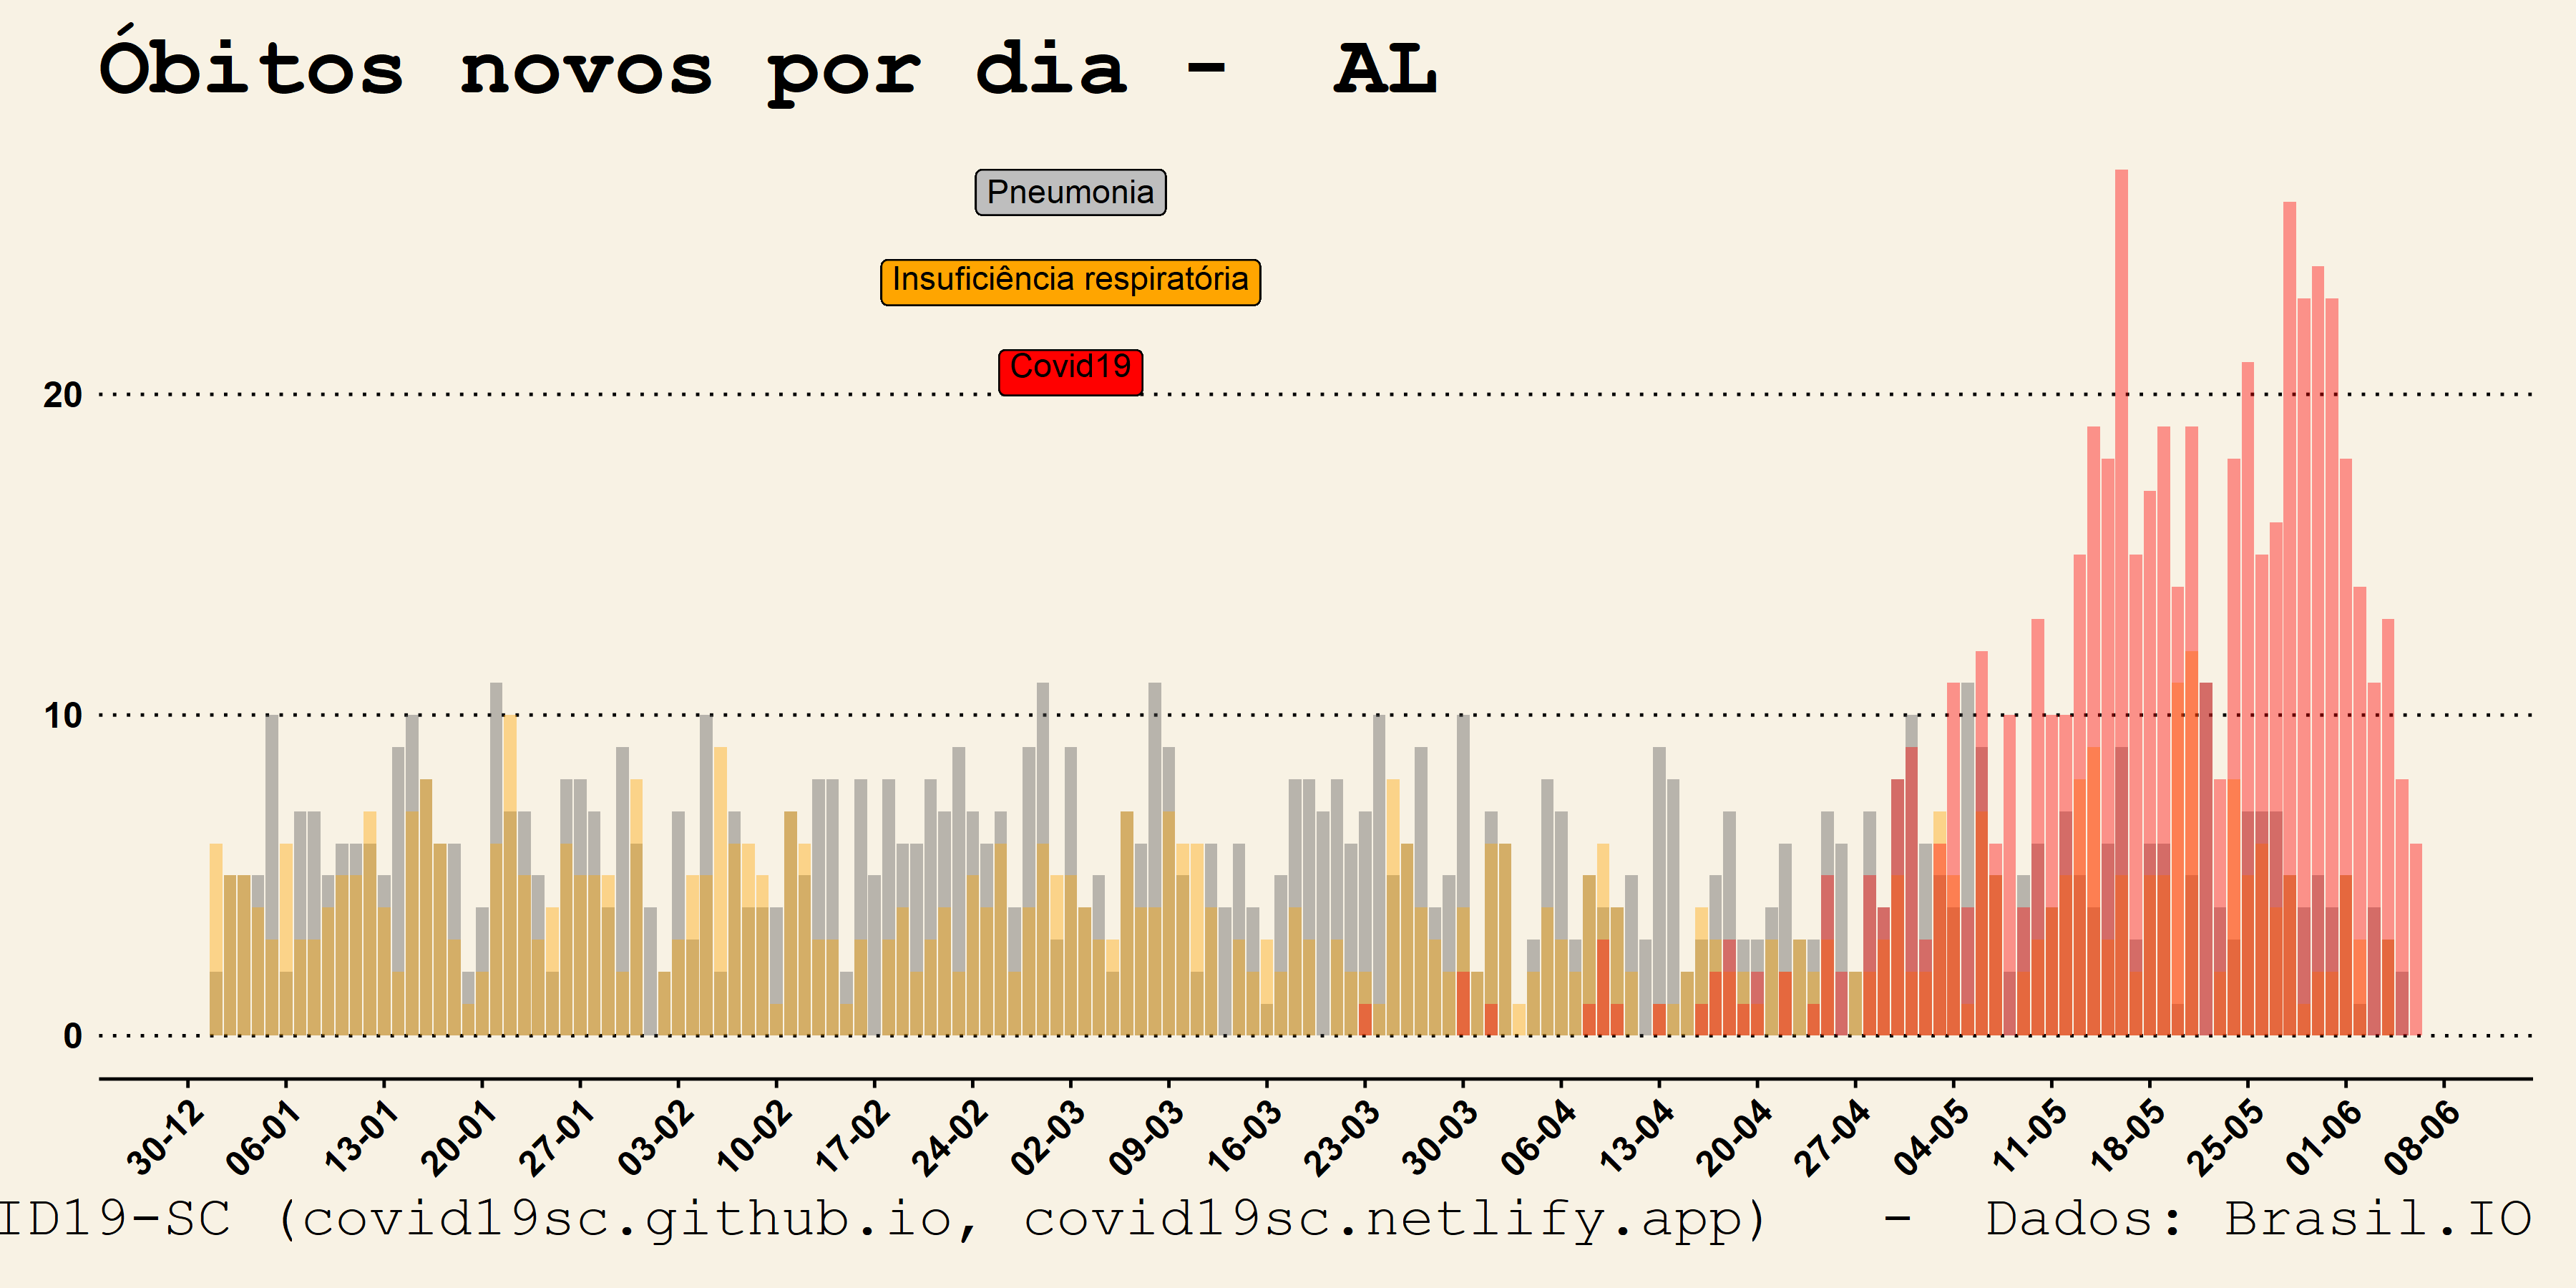 Óbitos novos por dia - AL
Pneumonia
Insuficiência respiratória
Covid19
20
10
0
30-12 06-01 13-01 20-01 27-01 03-02 10-02 17-02 24-02 02-03 09-03 16-03 23-03 30-03 06-04 13-04 20-04 27-04 04-05 11-05 18-05 25-05 01-06 08-06
ID19-SC (covid19sc.github.io, covid19sc.netlify.app) - Dados: Brasil.IO